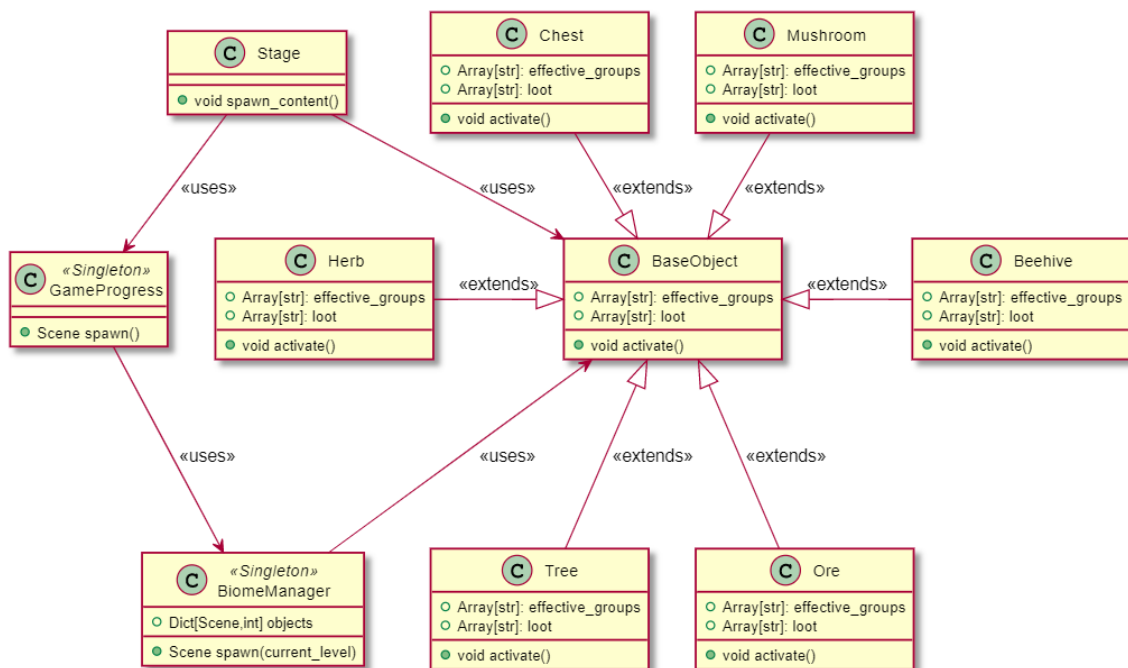 C Stage
void spawn_content()
C Chest
Array[str]: effective_groups
Array[str]: loot
void activate()
C Mushroom
Array[str]: effective_groups
Array[str]: loot
void activate()
«uses»
«uses»
«extends»
«extends»
C «Singleton»
GameProgress
Scene spawn()
C Herb
Array[str]: effective_groups
Array[str]: loot
void activate()
«extends»
C BaseObject
Array[str]: effective_groups
Array[str]: loot
void activate()
«extends»
C Beehive
Array[str]: effective_groups
Array[str]: loot
void activate()
«uses»
«uses»
«extends»
«extends»
C «Singleton»
BiomeManager
Dict[Scene,int] objects
Scene spawn(current_level)
C Tree
Array[str]: effective_groups
Array[str]: loot
void activate()
C Ore
Array[str]: effective_groups
Array[str]: loot
void activate()